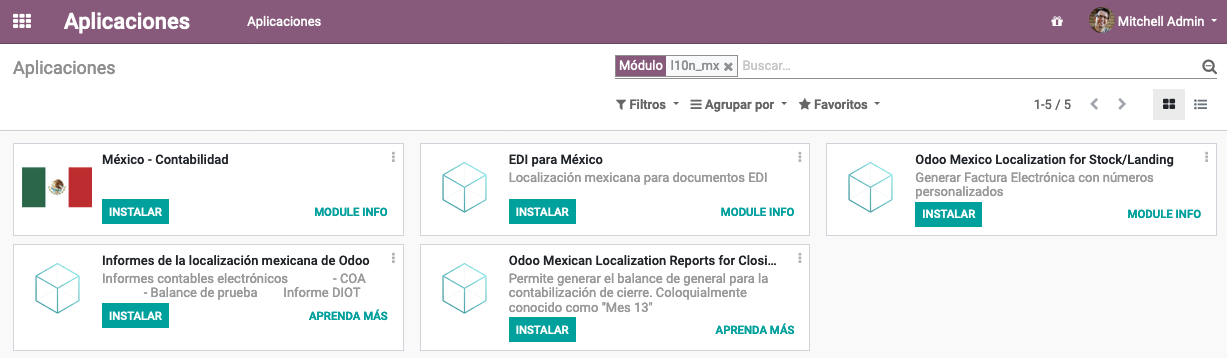 Aplicaciones
Aplicaciones
Mitchell Admin
Aplicaciones
Módulo l10n_mx Buscar...
Filtros
Agrupar por
Favoritos
1-5 / 5
México - Contabilidad
INSTALAR
MODULE INFO
EDI para México
Localización mexicana para documentos EDI
INSTALAR
MODULE INFO
Odoo Mexico Localization for Stock/Landing
Generar Factura Electrónica con números
personalizados
INSTALAR
MODULE INFO
Informes de la localización mexicana de Odoo
Informes contables electrónicos - COA
- Balance de prueba Informe DIOT
INSTALAR
APRENDA MÁS
Odoo Mexican Localization Reports for Closi...
Permite generar el balance de general para la
contabilización de cierre. Coloquialmente
conocido como "Mes 13"
INSTALAR
APRENDA MÁS